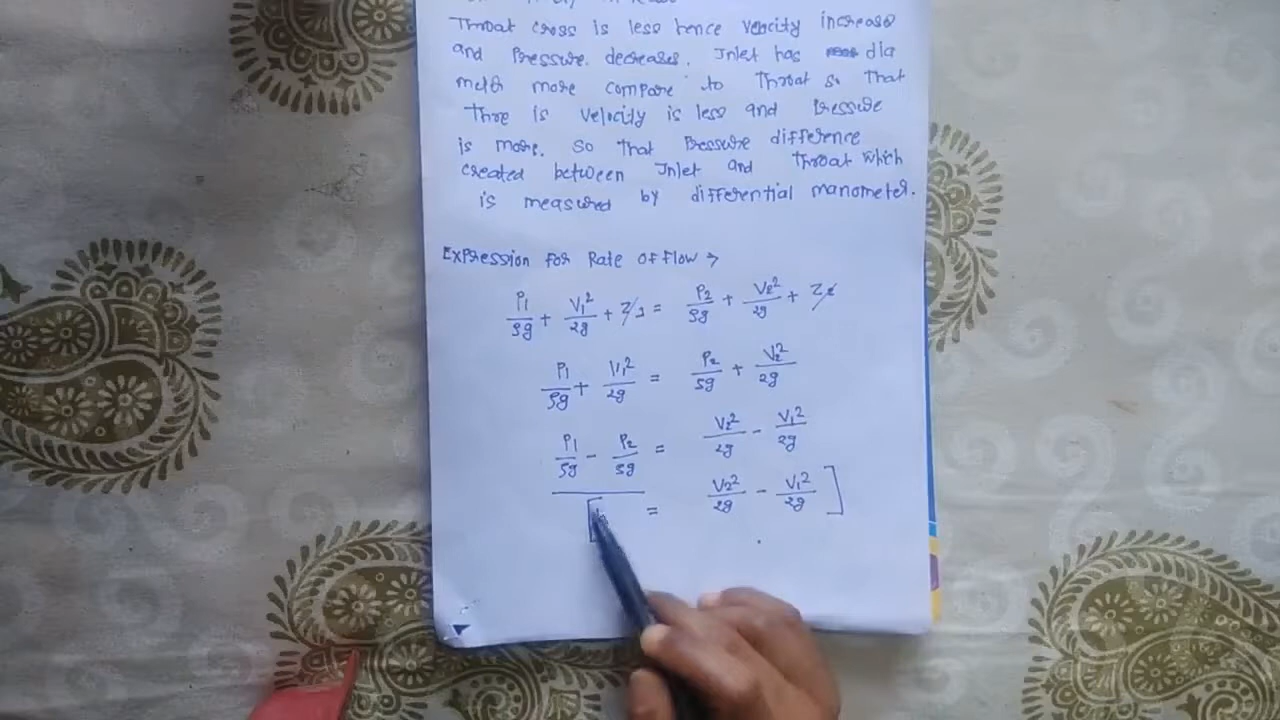 Throat cross is less hence velocity increase
and Pressure. decreases. Inlet has dia
meter more compare to Throat so That
Thre is velocity is less and Pressure
is more. So That Pressure difference
created between Inlet and Throat which
is measured by differential manometer.
Expression for Rate of Flow →
P1/ρg + V1²/2g + Z1 = P2/ρg + V2²/2g + Z2
P1/ρg + V1²/2g = P2/ρg + V2²/2g
P1/ρg - P2/ρg = V2²/2g - V1²/2g
[h = V2²/2g - V1²/2g]